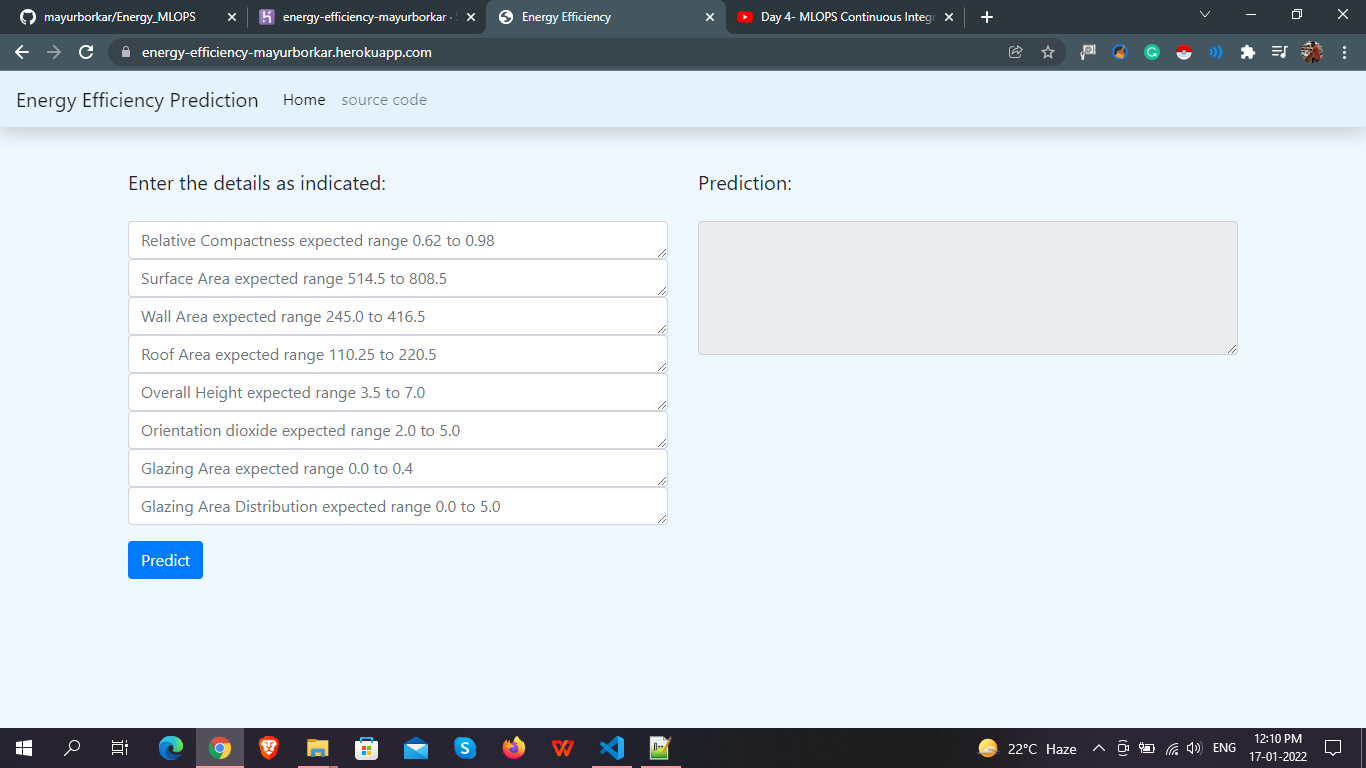 mayurborkar/Energy_MLOPS
energy-efficiency-mayurborkar ·
Energy Efficiency
Day 4- MLOPS Continuous Integr
energy-efficiency-mayurborkar.herokuapp.com
Energy Efficiency Prediction Home source code
Enter the details as indicated:
Prediction:
Relative Compactness expected range 0.62 to 0.98
Surface Area expected range 514.5 to 808.5
Wall Area expected range 245.0 to 416.5
Roof Area expected range 110.25 to 220.5
Overall Height expected range 3.5 to 7.0
Orientation dioxide expected range 2.0 to 5.0
Glazing Area expected range 0.0 to 0.4
Glazing Area Distribution expected range 0.0 to 5.0
Predict
22°C Haze
ENG
12:10 PM
17-01-2022